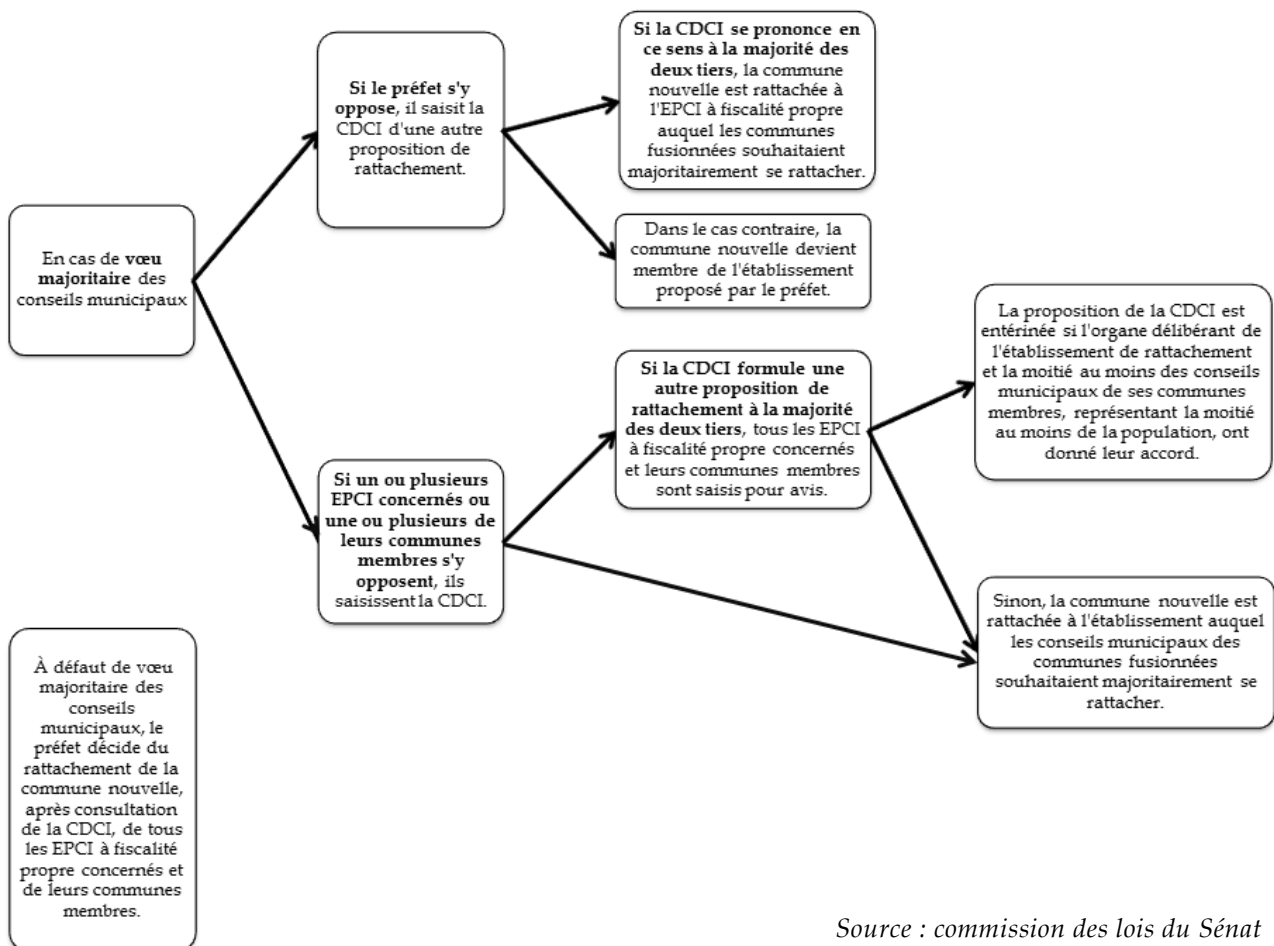 En cas de vœu
majoritaire des
conseils municipaux
Si le préfet s'y
oppose, il saisit la
CDCI d'une autre
proposition de
rattachement.
Si la CDCI se prononce en
ce sens à la majorité des
deux tiers, la commune
nouvelle est rattachée à
l'EPCI à fiscalité propre
auquel les communes
fusionnées souhaitaient
majoritairement se rattacher.
Dans le cas contraire, la
commune nouvelle devient
membre de l'établissement
proposé par le préfet.
Si un ou plusieurs
EPCI concernés ou
une ou plusieurs de
leurs communes
membres s'y
opposent, ils
saisissent la CDCI.
Si la CDCI formule une
autre proposition de
rattachement à la majorité
des deux tiers, tous les EPCI
à fiscalité propre concernés
et leurs communes membres
sont saisis pour avis.
La proposition de la CDCI est
entérinée si l'organe délibérant de
l'établissement de rattachement
et la moitié au moins des conseils
municipaux de ses communes
membres, représentant la moitié
au moins de la population, ont
donné leur accord.
Sinon, la commune nouvelle est
rattachée à l'établissement auquel
les conseils municipaux des
communes fusionnées
souhaitaient majoritairement se
rattacher.
À défaut de vœu
majoritaire des
conseils
municipaux, le
préfet décide du
rattachement de la
commune nouvelle,
après consultation
de la CDCI, de tous
les EPCI à fiscalité
propre concernés et
de leurs communes
membres.
Source : commission des lois du Sénat